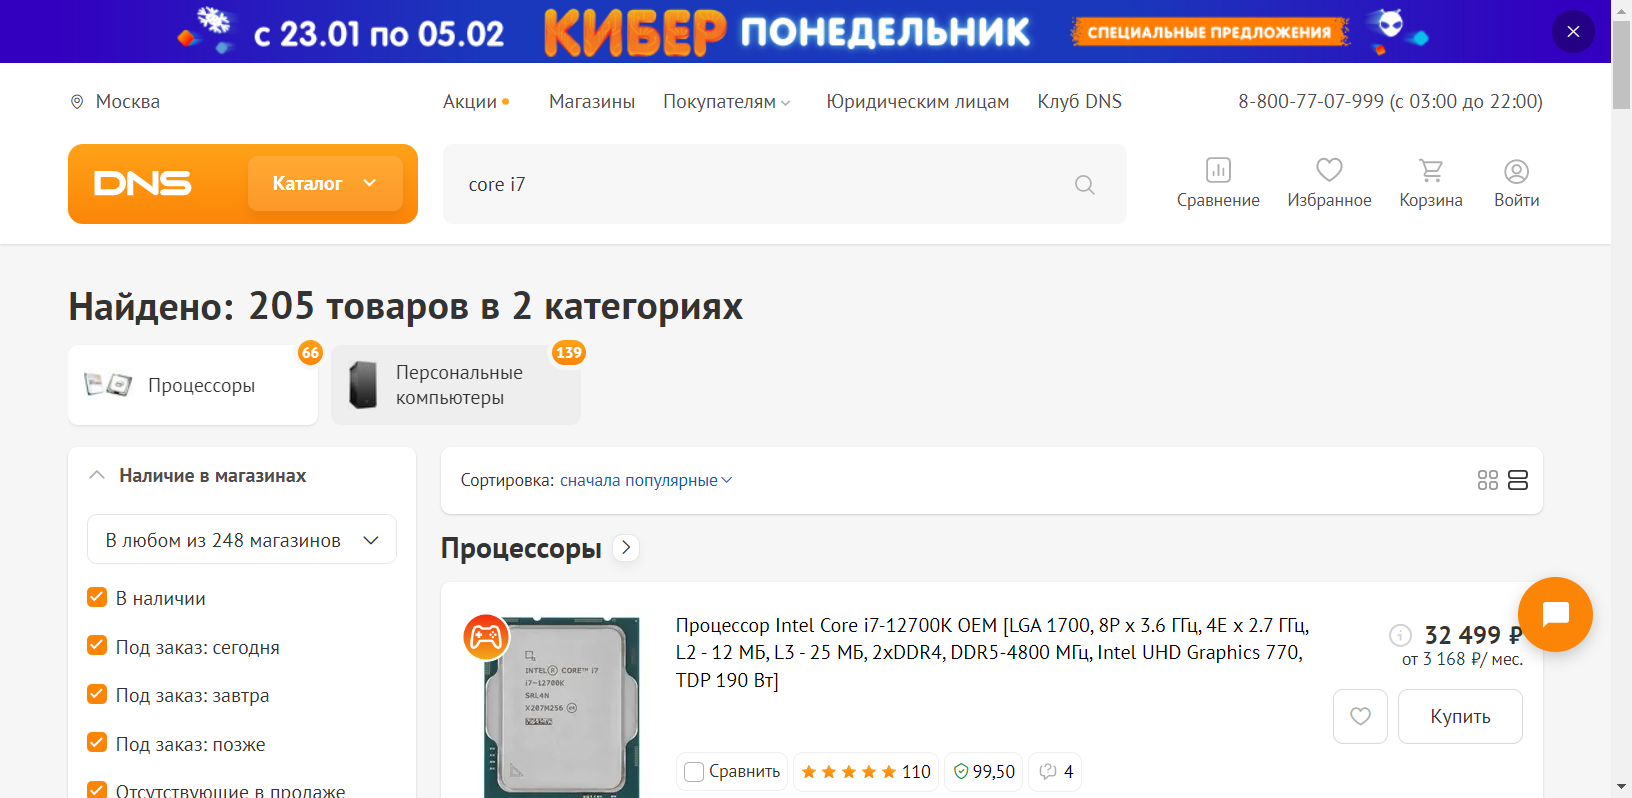 с 23.01 по 05.02 КИБЕР ПОНЕДЕЛЬНИК СПЕЦИАЛЬНЫЕ ПРЕДЛОЖЕНИЯ
Москва Акции Магазины Покупателям Юридическим лицам Клуб DNS 8-800-77-07-999 (с 03:00 до 22:00)
DNS Каталог core i7 Сравнение Избранное Корзина Войти
Найдено: 205 товаров в 2 категориях
66 139
Процессоры
Персональные
компьютеры
Наличие в магазинах
В любом из 248 магазинов
В наличии
Под заказ: сегодня
Под заказ: завтра
Под заказ: позже
Отсутствующие в продаже
Сортировка: сначала популярные
Процессоры
INTEL® CORE™ i7
i7-12700K
SRL4N
X207M256
Процессор Intel Core i7-12700K OEM [LGA 1700, 8P x 3.6 ГГц, 4E x 2.7 ГГц,
L2 - 12 МБ, L3 - 25 МБ, 2xDDR4, DDR5-4800 МГц, Intel UHD Graphics 770,
TDP 190 Вт]
32 499 ₽
от 3 168 ₽/ мес.
Купить
Сравнить 110 99,50 4